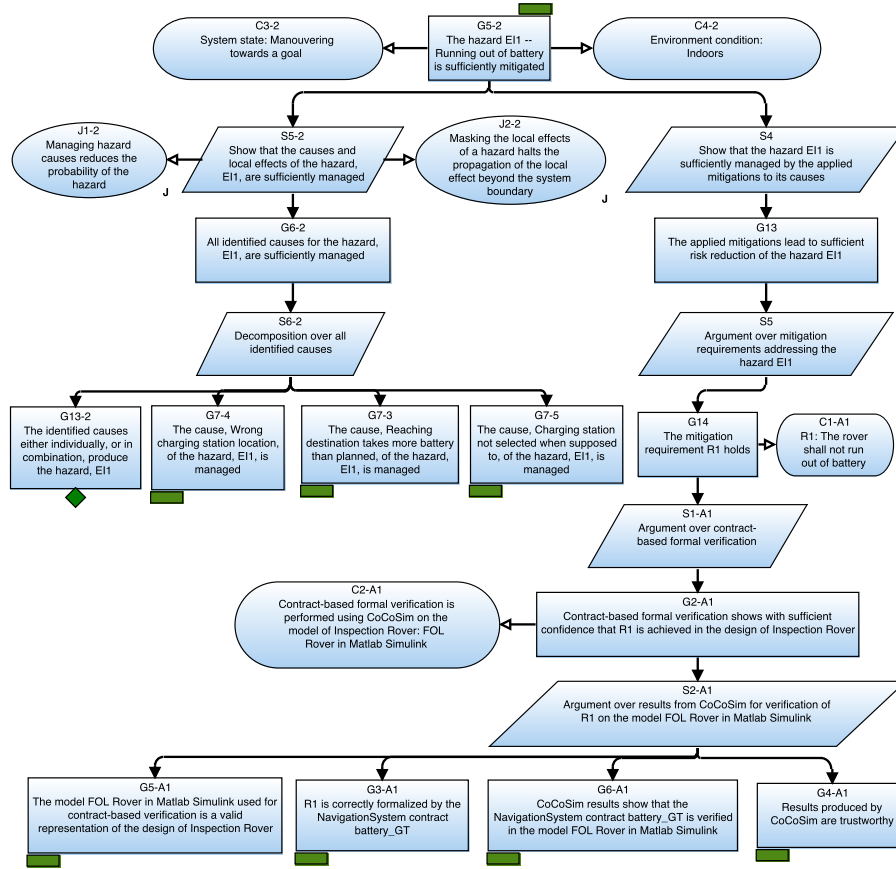 C3-2
System state: Manouvering
towards a goal
G5-2
The hazard EI1 --
Running out of battery
is sufficiently mitigated
C4-2
Environment condition:
Indoors
J1-2
Managing hazard
causes reduces the
probability of the
hazard
J
S5-2
Show that the causes and
local effects of the hazard,
EI1, are sufficiently managed
J2-2
Masking the local effects
of a hazard halts the
propagation of the local
effect beyond the system
boundary
J
S4
Show that the hazard EI1 is
sufficiently managed by the applied
mitigations to its causes
G6-2
All identified causes for the hazard,
EI1, are sufficiently managed
G13
The applied mitigations lead to sufficient
risk reduction of the hazard EI1
S6-2
Decomposition over all
identified causes
S5
Argument over mitigation
requirements addressing the
hazard EI1
G13-2
The identified causes
either individually, or in
combination, produce
the hazard, EI1
G7-4
The cause, Wrong
charging station location,
of the hazard, EI1, is
managed
G7-3
The cause, Reaching
destination takes more battery
than planned, of the hazard,
EI1, is managed
G7-5
The cause, Charging station
not selected when supposed
to, of the hazard, EI1, is
managed
G14
The mitigation
requirement R1 holds
C1-A1
R1: The rover
shall not run
out of battery
S1-A1
Argument over contract-
based formal verification
C2-A1
Contract-based formal verification is
performed using CoCoSim on the
model of Inspection Rover: FOL
Rover in Matlab Simulink
G2-A1
Contract-based formal verification shows with sufficient
confidence that R1 is achieved in the design of Inspection Rover
S2-A1
Argument over results from CoCoSim for verification of
R1 on the model FOL Rover in Matlab Simulink
G5-A1
The model FOL Rover in Matlab Simulink used for
contract-based verification is a valid
representation of the design of Inspection Rover
G3-A1
R1 is correctly formalized by the
NavigationSystem contract
battery_GT
G6-A1
CoCoSim results show that the
NavigationSystem contract battery_GT is verified
in the model FOL Rover in Matlab Simulink
G4-A1
Results produced by
CoCoSim are trustworthy